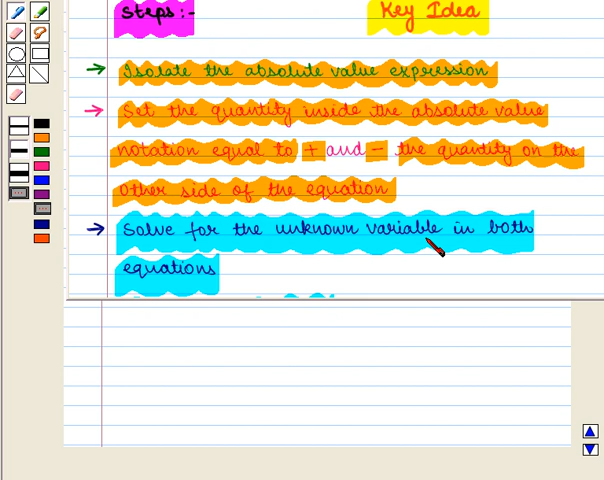 Steps:- Key Idea
→ Isolate the absolute value expression
→ Set the quantity inside the absolute value
notation equal to + and - the quantity on the
other side of the equation
→ Solve for the unknown variable in both
equations